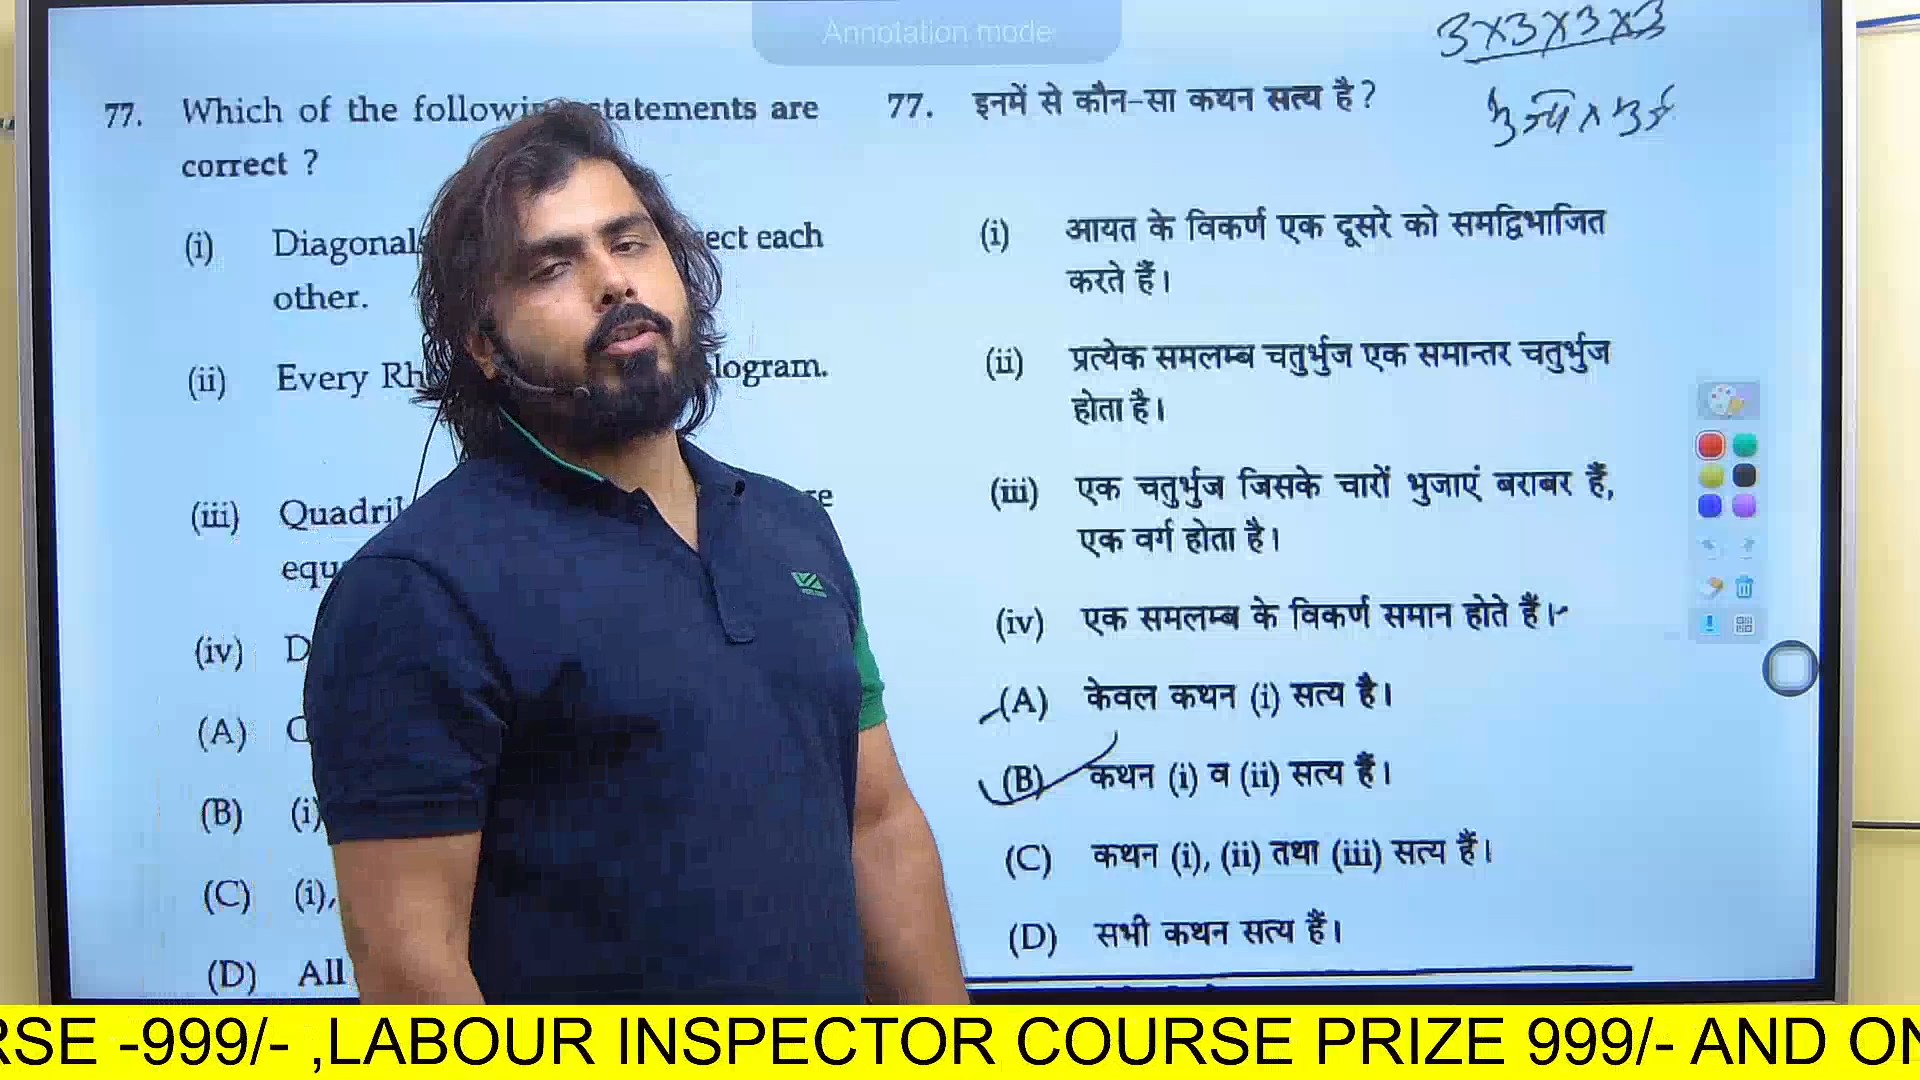 Annotation mode
3×3×3×3
77. Which of the following statements are
correct ?
(i) Diagonals ect each
other.
(ii) Every Rh logram.
(iii) Quadril re
equ
(iv) D
(A)
(B) (i)
(C) (i),
(D) All
77. इनमें से कौन-सा कथन सत्य है ?
(i) आयत के विकर्ण एक दूसरे को समद्विभाजित
करते हैं।
(ii) प्रत्येक समलम्ब चतुर्भुज एक समान्तर चतुर्भुज
होता है।
(iii) एक चतुर्भुज जिसके चारों भुजाएं बराबर हैं,
एक वर्ग होता है।
(iv) एक समलम्ब के विकर्ण समान होते हैं।
(A) केवल कथन (i) सत्य है।
(B) कथन (i) व (ii) सत्य हैं।
(C) कथन (i), (ii) तथा (iii) सत्य हैं।
(D) सभी कथन सत्य हैं।
RSE -999/- ,LABOUR INSPECTOR COURSE PRIZE 999/- AND ON